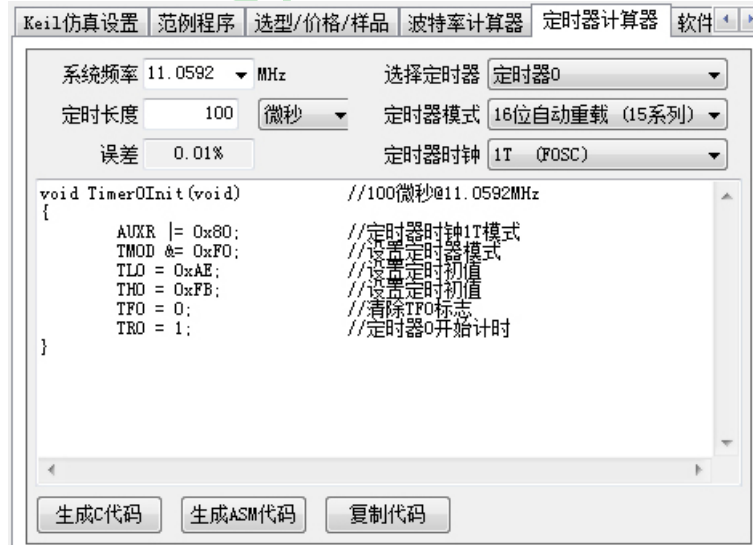 Keil仿真设置 范例程序 选型/价格/样品 波特率计算器 定时器计算器 软件
系统频率 11.0592 MHz 选择定时器 定时器0
定时长度 100 微秒 定时器模式 16位自动重载 (15系列)
误差 0.01% 定时器时钟 1T (FOSC)
void Timer0Init(void) //100微秒@11.0592MHz
{
AUXR |= 0x80; //定时器时钟1T模式
TMOD &= 0xF0; //设置定时器模式
TL0 = 0xAE; //设置定时初值
TH0 = 0xFB; //设置定时初值
TF0 = 0; //清除TF0标志
TR0 = 1; //定时器0开始计时
}
生成C代码 生成ASM代码 复制代码